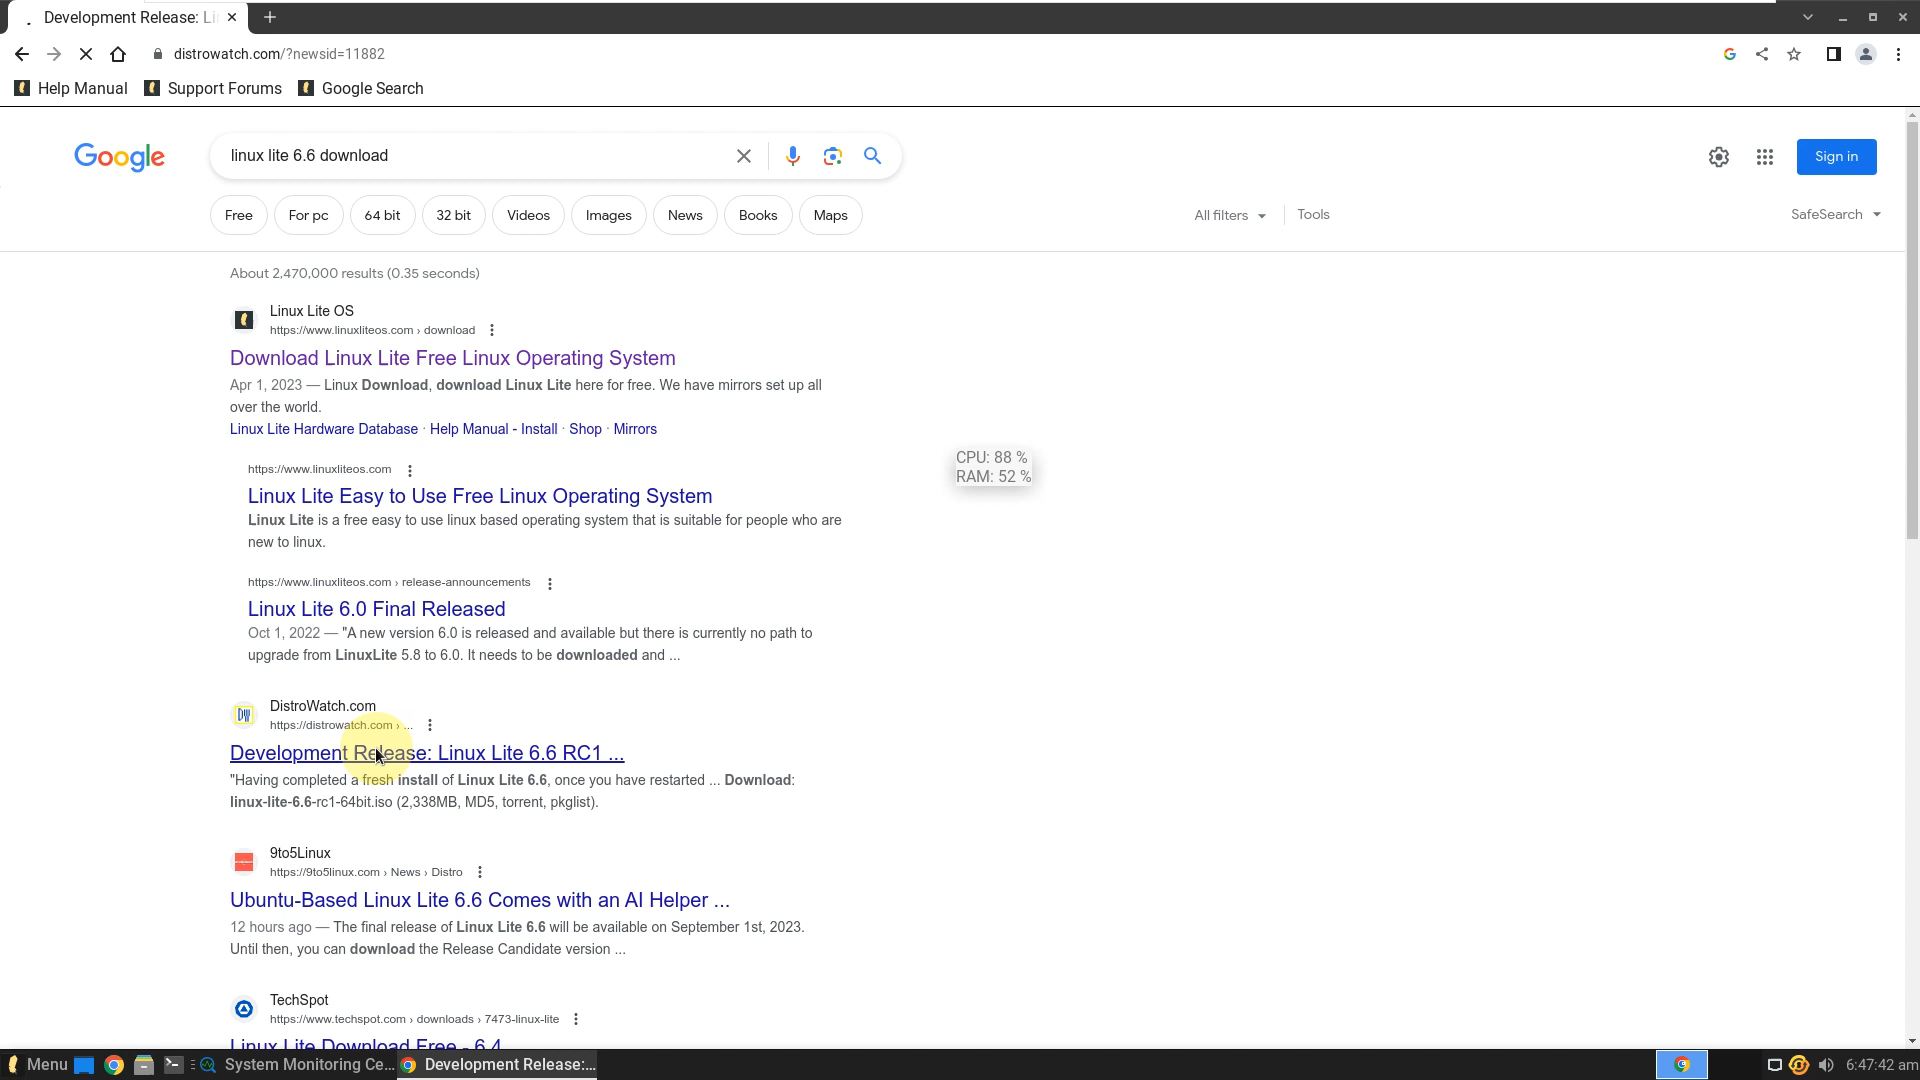 Development Release: Li
distrowatch.com/?newsid=11882
Help Manual
Support Forums
Google Search
Google
linux lite 6.6 download
Sign in
Free
For pc
64 bit
32 bit
Videos
Images
News
Books
Maps
All filters
Tools
SafeSearch
About 2,470,000 results (0.35 seconds)
Linux Lite OS
https://www.linuxliteos.com › download
Download Linux Lite Free Linux Operating System
Apr 1, 2023 — Linux Download, download Linux Lite here for free. We have mirrors set up all
over the world.
Linux Lite Hardware Database · Help Manual - Install · Shop · Mirrors
CPU: 88 %
RAM: 52 %
https://www.linuxliteos.com
Linux Lite Easy to Use Free Linux Operating System
Linux Lite is a free easy to use linux based operating system that is suitable for people who are
new to linux.
https://www.linuxliteos.com › release-announcements
Linux Lite 6.0 Final Released
Oct 1, 2022 — "A new version 6.0 is released and available but there is currently no path to
upgrade from LinuxLite 5.8 to 6.0. It needs to be downloaded and ...
DW
DistroWatch.com
https://distrowatch.com › ...
Development Release: Linux Lite 6.6 RC1 ...
"Having completed a fresh install of Linux Lite 6.6, once you have restarted ... Download:
linux-lite-6.6-rc1-64bit.iso (2,338MB, MD5, torrent, pkglist).
9to5Linux
https://9to5linux.com › News › Distro
Ubuntu-Based Linux Lite 6.6 Comes with an AI Helper ...
12 hours ago — The final release of Linux Lite 6.6 will be available on September 1st, 2023.
Until then, you can download the Release Candidate version ...
TechSpot
https://www.techspot.com › downloads › 7473-linux-lite
Linux Lite Download Free - 6.4
Menu
System Monitoring Ce...
Development Release:...
6:47:42 am